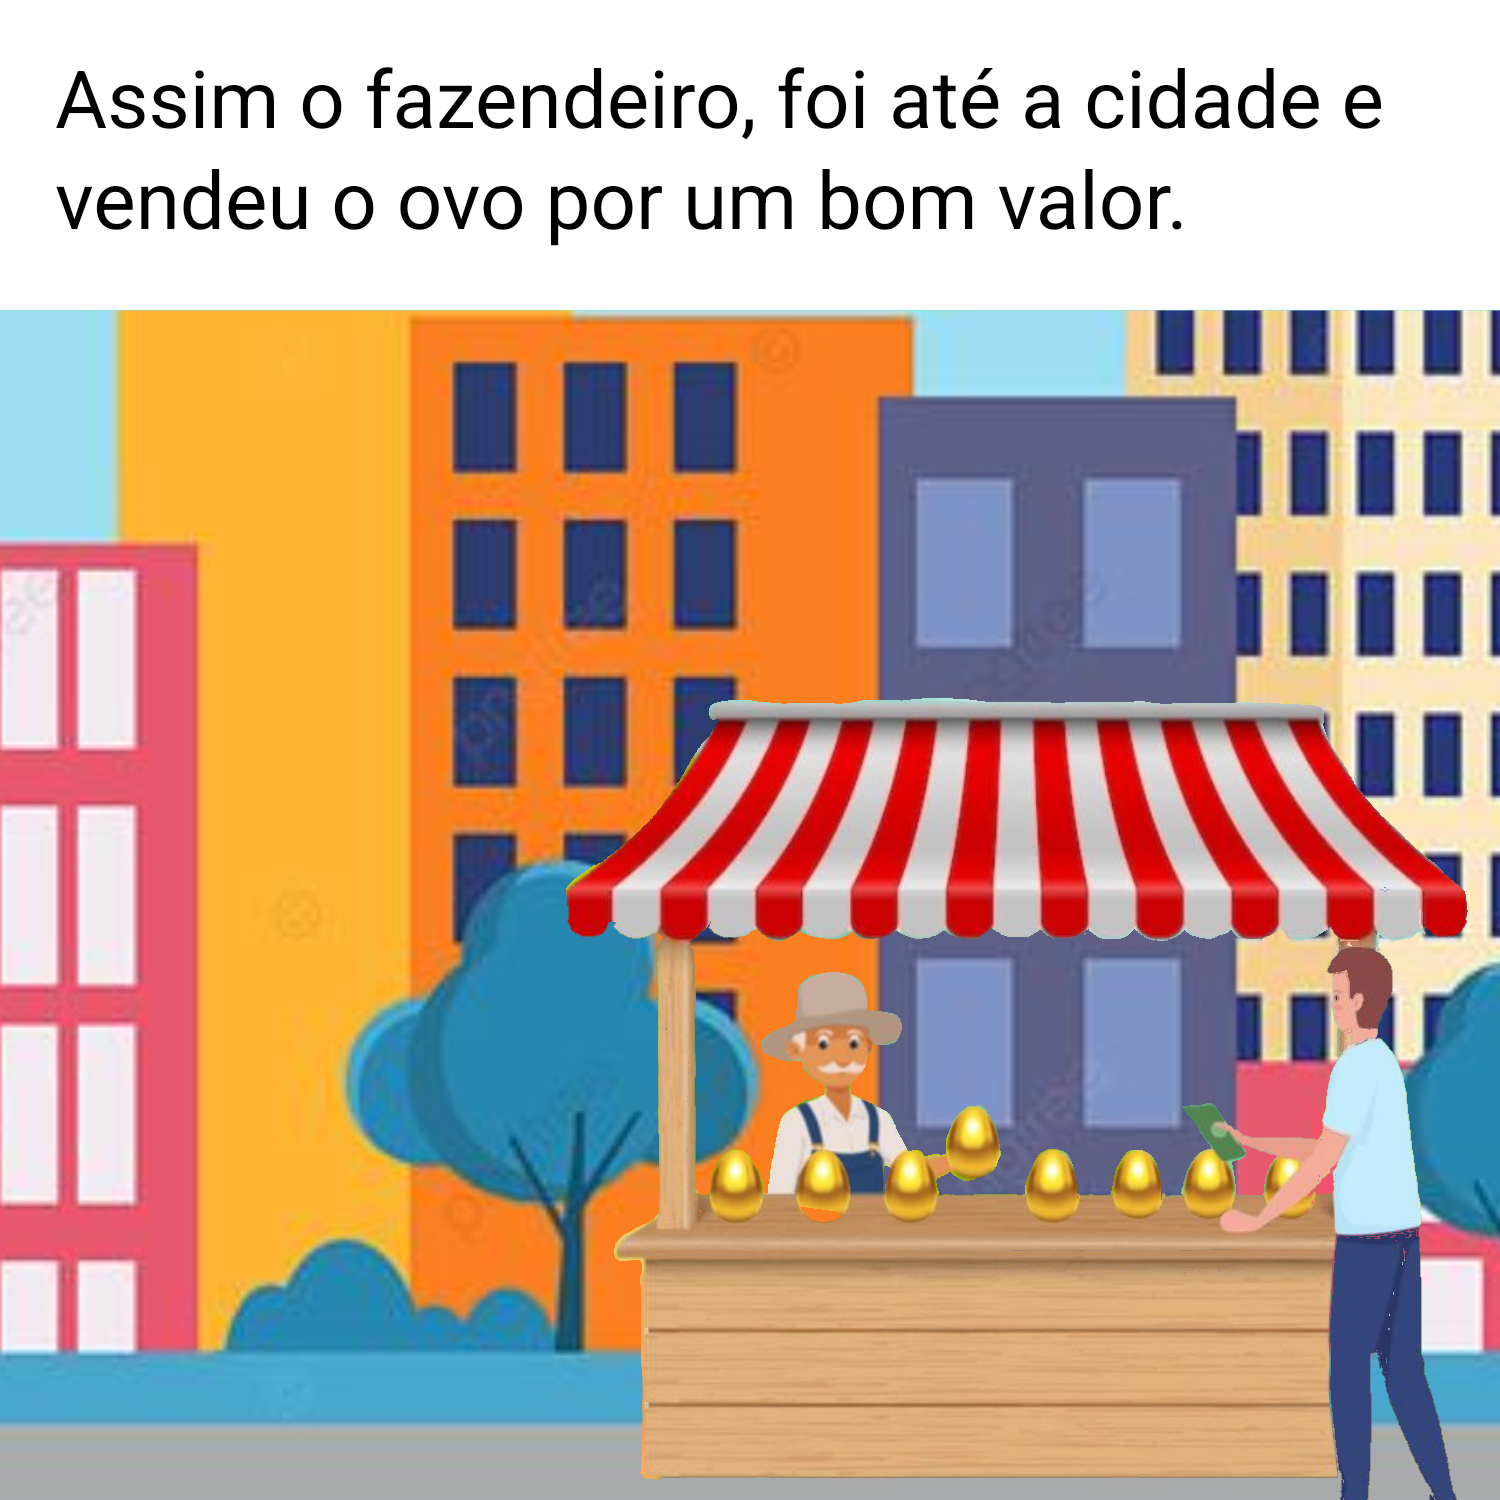 Assim o fazendeiro, foi até a cidade e
vendeu o ovo por um bom valor.